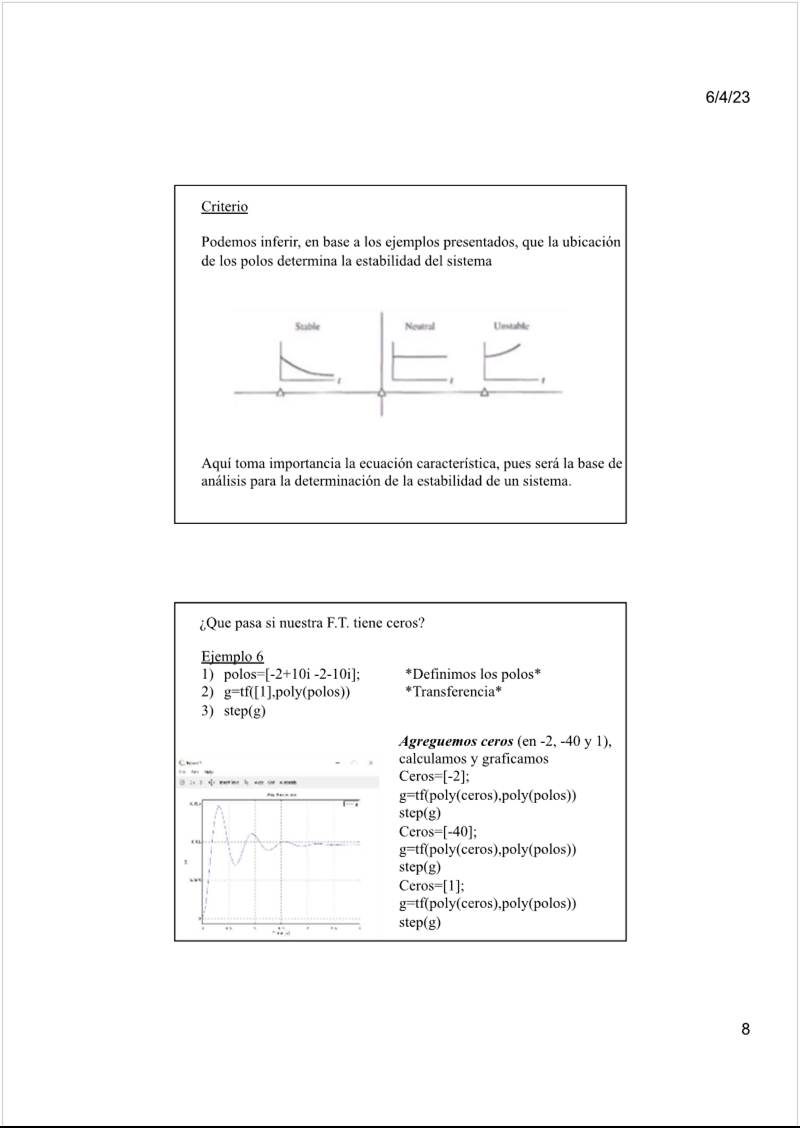 6/4/23
Criterio
Podemos inferir, en base a los ejemplos presentados, que la ubicación
de los polos determina la estabilidad del sistema
Stable
Neutral
Unstable
t
t
t
Aquí toma importancia la ecuación característica, pues será la base de
análisis para la determinación de la estabilidad de un sistema.
¿Que pasa si nuestra F.T. tiene ceros?
Ejemplo 6
1) polos=[-2+10i -2-10i]; *Definimos los polos*
2) g=tf([1],poly(polos)) *Transferencia*
3) step(g)
Agreguemos ceros (en -2, -40 y 1),
calculamos y graficamos
Ceros=[-2];
g=tf(poly(ceros),poly(polos))
step(g)
Ceros=[-40];
g=tf(poly(ceros),poly(polos))
step(g)
Ceros=[1];
g=tf(poly(ceros),poly(polos))
step(g)
8